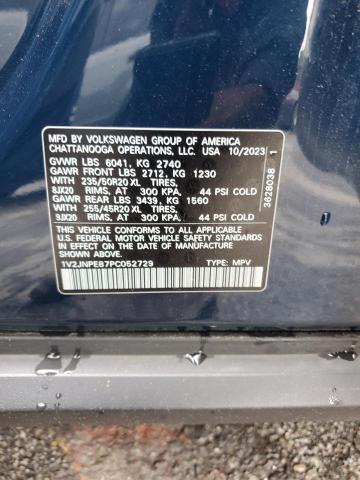 MFD BY VOLKSWAGEN GROUP OF AMERICA
CHATTANOOGA OPERATIONS, LLC. USA 10/2023
GVWR LBS 6041, KG 2740
GAWR FRONT LBS 2712, KG 1230
WITH 235/50R20 XL TIRES,
8JX20 RIMS, AT 300 KPA, 44 PSI COLD
GAWR REAR LBS 3439, KG 1560
WITH 255/45R20 XL TIRES,
9JX20 RIMS, AT 300 KPA, 44 PSI COLD
THIS VEHICLE CONFORMS TO ALL APPLICABLE
U.S. FEDERAL MOTOR VEHICLE SAFETY
STANDARDS IN EFFECT ON THE DATE OF MANUFACTURE
SHOWN ABOVE.
1V2JNPE87PC052729 TYPE: MPV
3628038 1